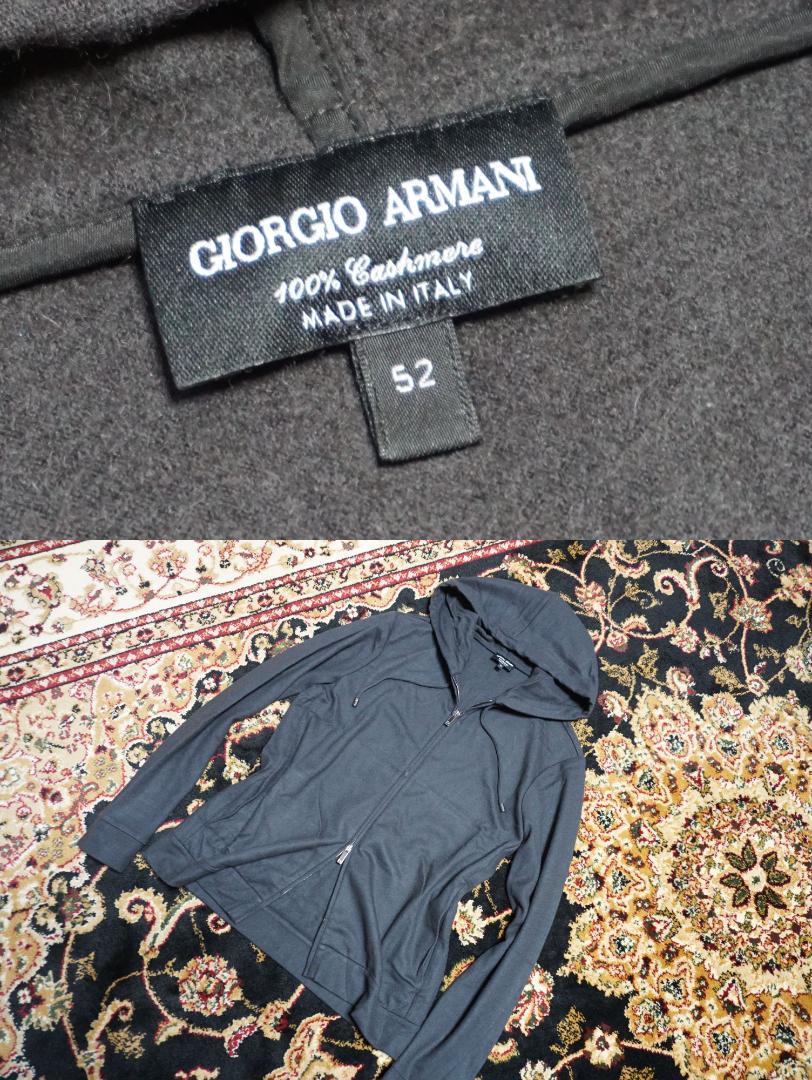 GIORGIO ARMANI
100% Cashmere
MADE IN ITALY
52